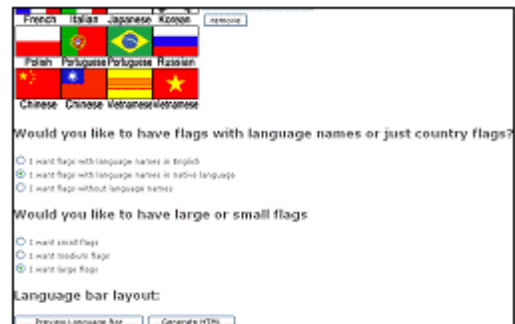 French Italian Japanese Korean remove
Polish Portuguese Portuguese Russian
Chinese Chinese Vietnamese Vietnamese
Would you like to have flags with language names or just country flags?
I want flags with language names in English
I want flags with language names in native language
I want flags without language names
Would you like to have large or small flags
I want small flags
I want medium flags
I want large flags
Language bar layout:
Preview Language Bar Generate HTML